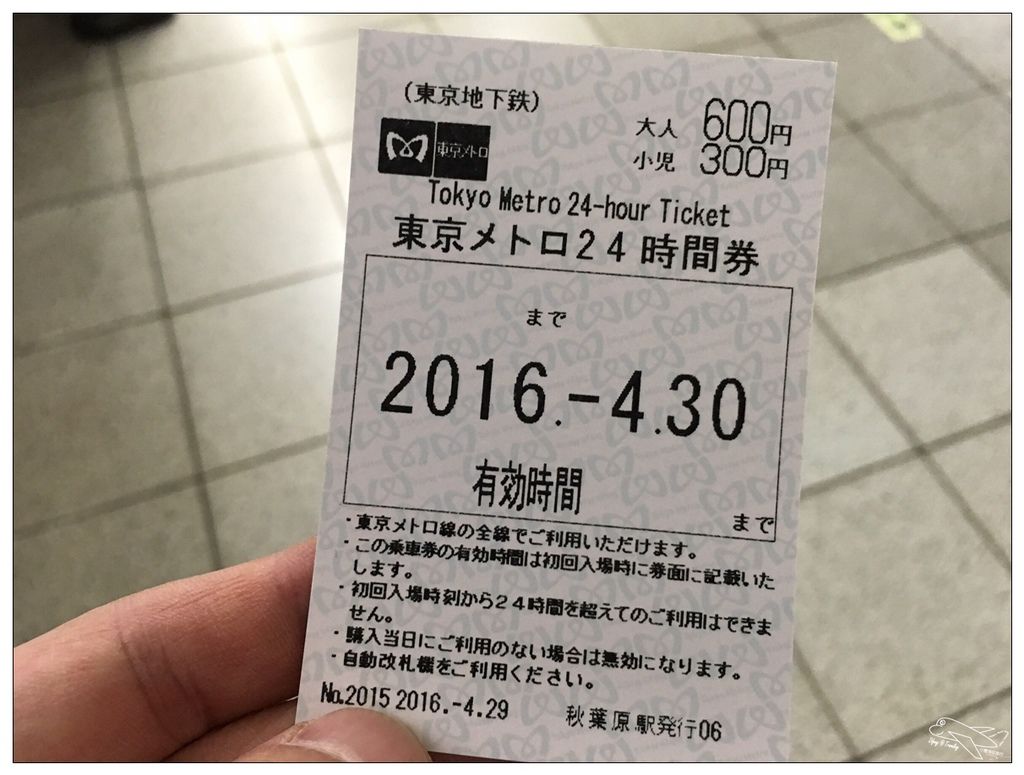 （東京地下鉄）
大人 600円
東京メトロ
小児 300円
Tokyo Metro 24-hour Ticket
東京メトロ24時間券
まで
2016.-4.30
有効時間
まで
・東京メトロ線の全線でご利用いただけます。
・この乗車券の有効時間は初回入場時に券面に記載いた
します。
・初回入場時刻から24時間を超えてのご利用はできま
せん。
・購入当日にご利用のない場合は無効になります。
・自動改札機をご利用ください。
No.2015 2016.-4.29 秋葉原駅発行06